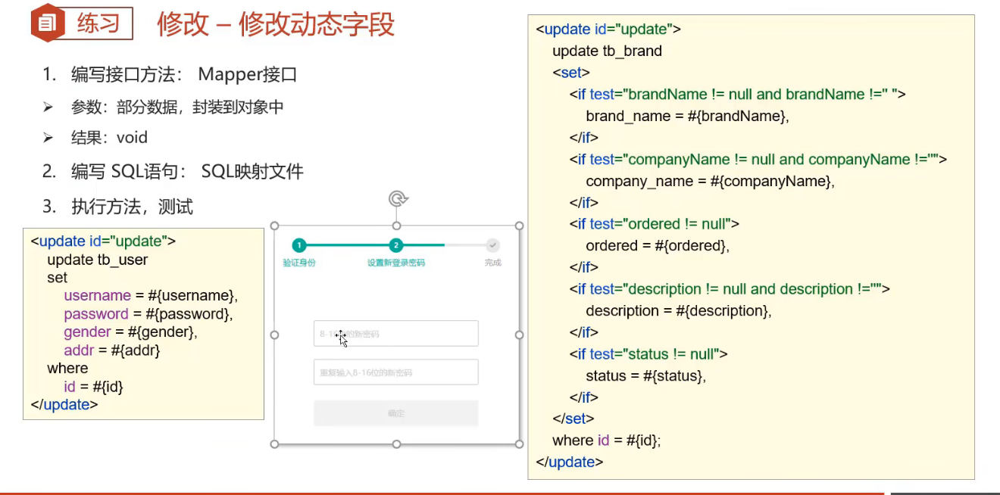 练习
修改 – 修改动态字段
1. 编写接口方法： Mapper接口
➢ 参数：部分数据，封装到对象中
➢ 结果：void
2. 编写 SQL语句： SQL映射文件
3. 执行方法，测试
<update id="update">
update tb_user
set
username = #{username},
password = #{password},
gender = #{gender},
addr = #{addr}
where
id = #{id}
</update>
1 2
验证身份 设置新登录密码 完成
8-1 的新密码
重复输入8-16位的新密码
确定
<update id="update">
update tb_brand
<set>
<if test="brandName != null and brandName !=" ">
brand_name = #{brandName},
</if>
<if test="companyName != null and companyName !="">
company_name = #{companyName},
</if>
<if test="ordered != null">
ordered = #{ordered},
</if>
<if test="description != null and description !="">
description = #{description},
</if>
<if test="status != null">
status = #{status},
</if>
</set>
where id = #{id};
</update>